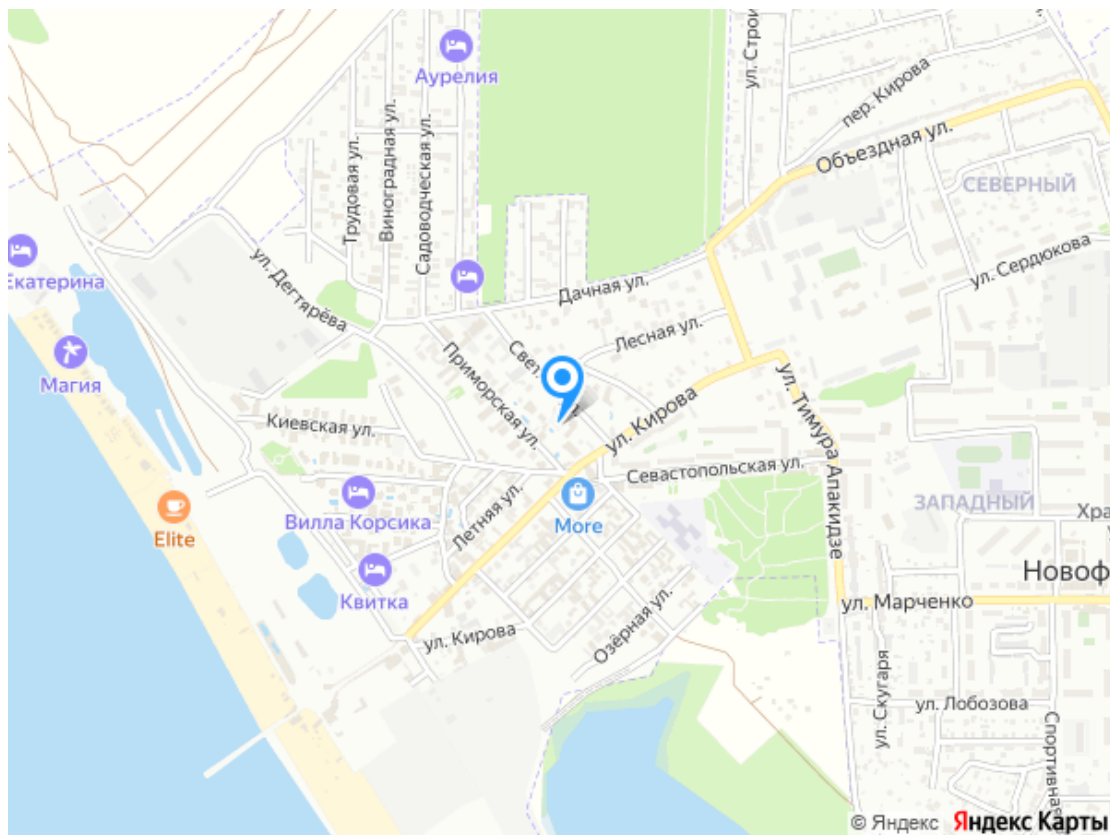 Аурелия
ул. Строи
пер. Кирова
Объездная ул.
СЕВЕРНЫЙ
ул. Сердюкова
Трудовая ул.
Виноградная ул.
Садоводческая ул.
Екатерина
ул. Дегтярёва
Дачная ул.
Лесная ул.
Магия
Приморская ул.
Свет
ул. Кирова
ул. Тимура Апакидзе
Киевская ул.
Севастопольская ул.
ЗАПАДНЫЙ
Хра
Вилла Корсика
Летняя ул.
More
Elite
Новоф
Квитка
ул. Марченко
Озёрная ул.
ул. Кирова
ул. Скугаря
ул. Лобозова
Спортивная
© Яндекс Яндекс Карты